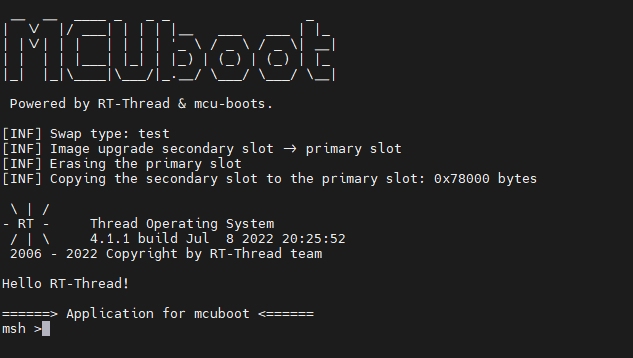 MCUboot
Powered by RT-Thread & mcu-boots.
[INF] Swap type: test
[INF] Image upgrade secondary slot -> primary slot
[INF] Erasing the primary slot
[INF] Copying the secondary slot to the primary slot: 0x78000 bytes
\ | /
- RT - Thread Operating System
/ | \ 4.1.1 build Jul 8 2022 20:25:52
2006 - 2022 Copyright by RT-Thread team
Hello RT-Thread!
======> Application for mcuboot <======
msh >